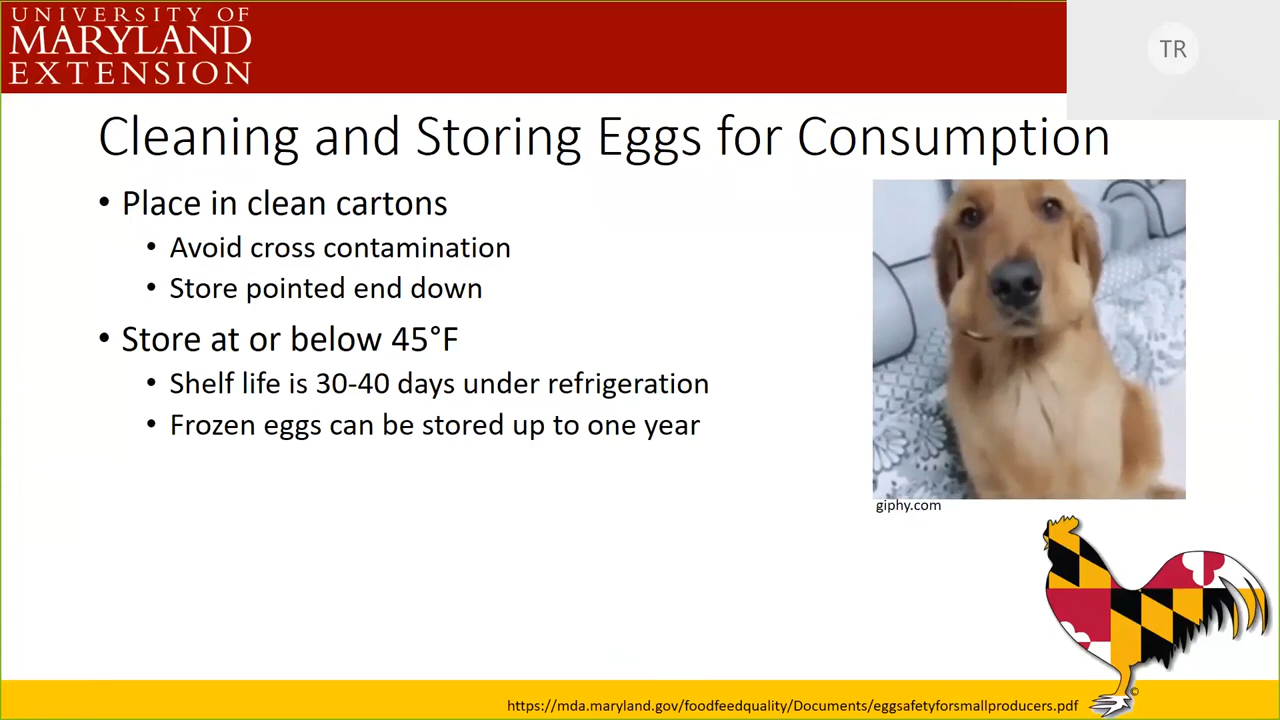 UNIVERSITY OF
MARYLAND
EXTENSION
TR
Cleaning and Storing Eggs for Consumption
• Place in clean cartons
• Avoid cross contamination
• Store pointed end down
• Store at or below 45°F
• Shelf life is 30-40 days under refrigeration
• Frozen eggs can be stored up to one year
giphy.com
©
https://mda.maryland.gov/foodfeedquality/Documents/eggsafetyforsmallproducers.pdf